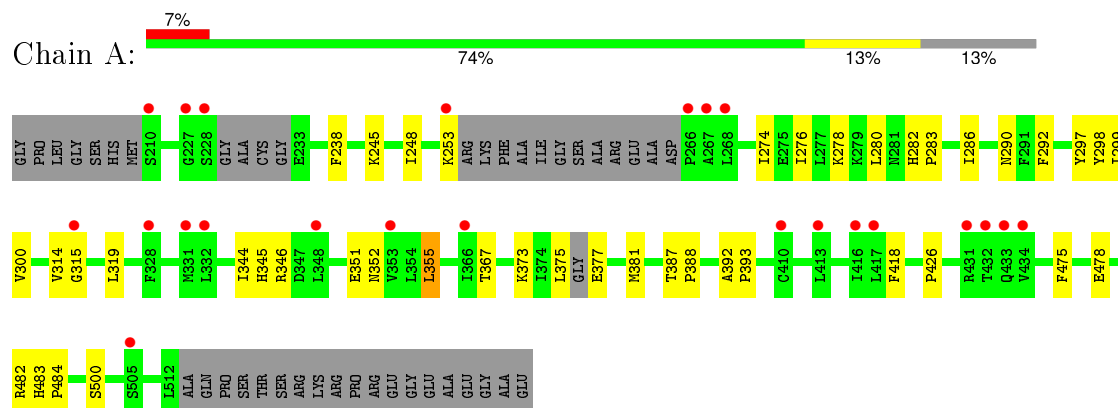 7%
Chain A:
74% 13% 13%
GLY PRO LEU GLY SER HIS MET S210 G227 S228 GLY ALA CYS GLY E233 F238 K245 I248 K253 ARG LYS PHE ALA ILE GLY SER ALA ARG GLU ALA ASP P266 A267 L268 I274 E275 I276 L277 K278 K279 L280 N281 H282 P283 I286 N290 F291 F292 Y297 Y298 I299
V300 V314 G315 L319 F328 M331 L332 I344 H345 R346 D347 L348 E351 N352 V353 L354 L355 I366 T367 K373 I374 L375 GLY E377 M381 T387 P388 A392 P393 C410 L413 I416 L417 F418 P426 R431 T432 Q433 V434 F475 E478
R482 H483 P484 S500 S505 L512 ALA GLN PRO SER THR SER ARG LYS ARG PRO ARG GLU GLY GLU ALA GLU GLY ALA GLU